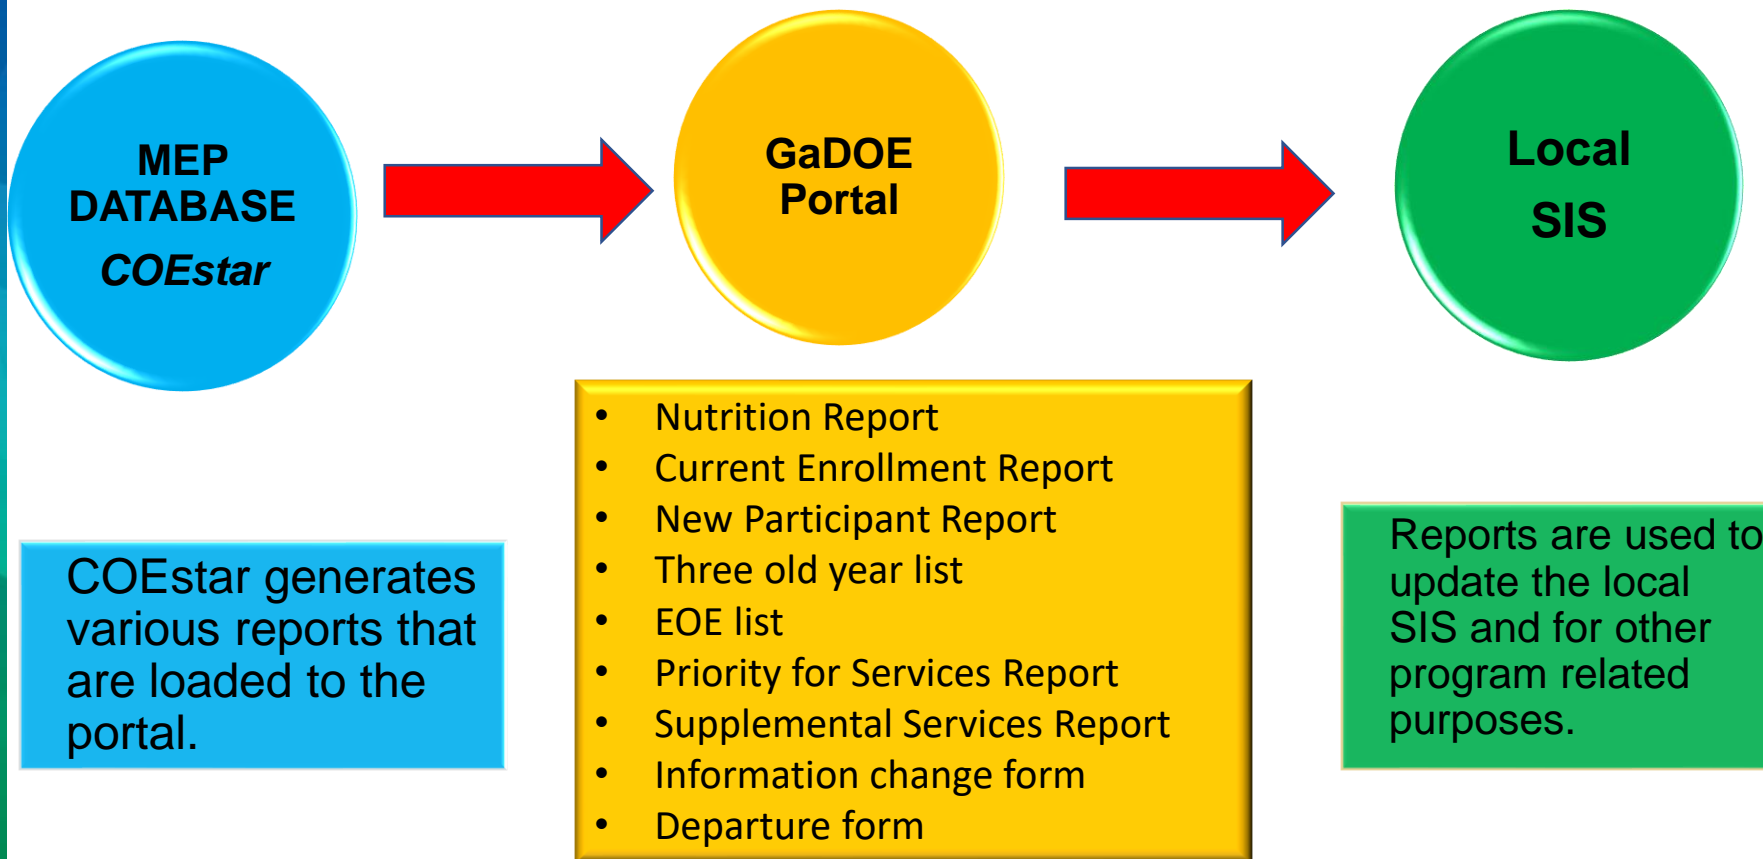 MEP
DATABASE
COEstar
GaDOE
Portal
Local
SIS
COEstar generates
various reports that
are loaded to the
portal.
• Nutrition Report
• Current Enrollment Report
• New Participant Report
• Three old year list
• EOE list
• Priority for Services Report
• Supplemental Services Report
• Information change form
• Departure form
Reports are used to
update the local
SIS and for other
program related
purposes.